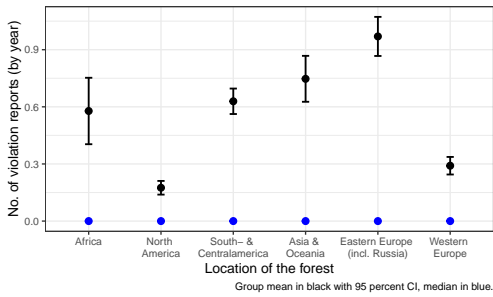 No. of violation reports (by year)
0.9
0.6
0.3
0.0
Africa
North
America
South− &
Centralamerica
Asia &
Oceania
Eastern Europe
(incl. Russia)
Western
Europe
Location of the forest
Group mean in black with 95 percent CI, median in blue.